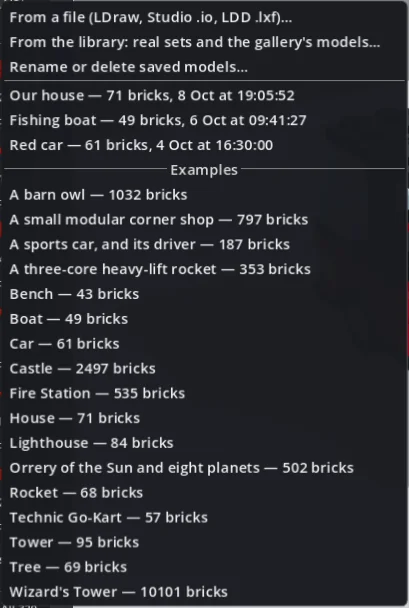 From a file (LDraw, Studio .io, LDD .lxf)...
From the library: real sets and the gallery's models...
Rename or delete saved models...
Our house — 71 bricks, 8 Oct at 19:05:52
Fishing boat — 49 bricks, 6 Oct at 09:41:27
Red car — 61 bricks, 4 Oct at 16:30:00
Examples
A barn owl — 1032 bricks
A small modular corner shop — 797 bricks
A sports car, and its driver — 187 bricks
A three-core heavy-lift rocket — 353 bricks
Bench — 43 bricks
Boat — 49 bricks
Car — 61 bricks
Castle — 2497 bricks
Fire Station — 535 bricks
House — 71 bricks
Lighthouse — 84 bricks
Orrery of the Sun and eight planets — 502 bricks
Rocket — 68 bricks
Technic Go-Kart — 57 bricks
Tower — 95 bricks
Tree — 69 bricks
Wizard's Tower — 10101 bricks